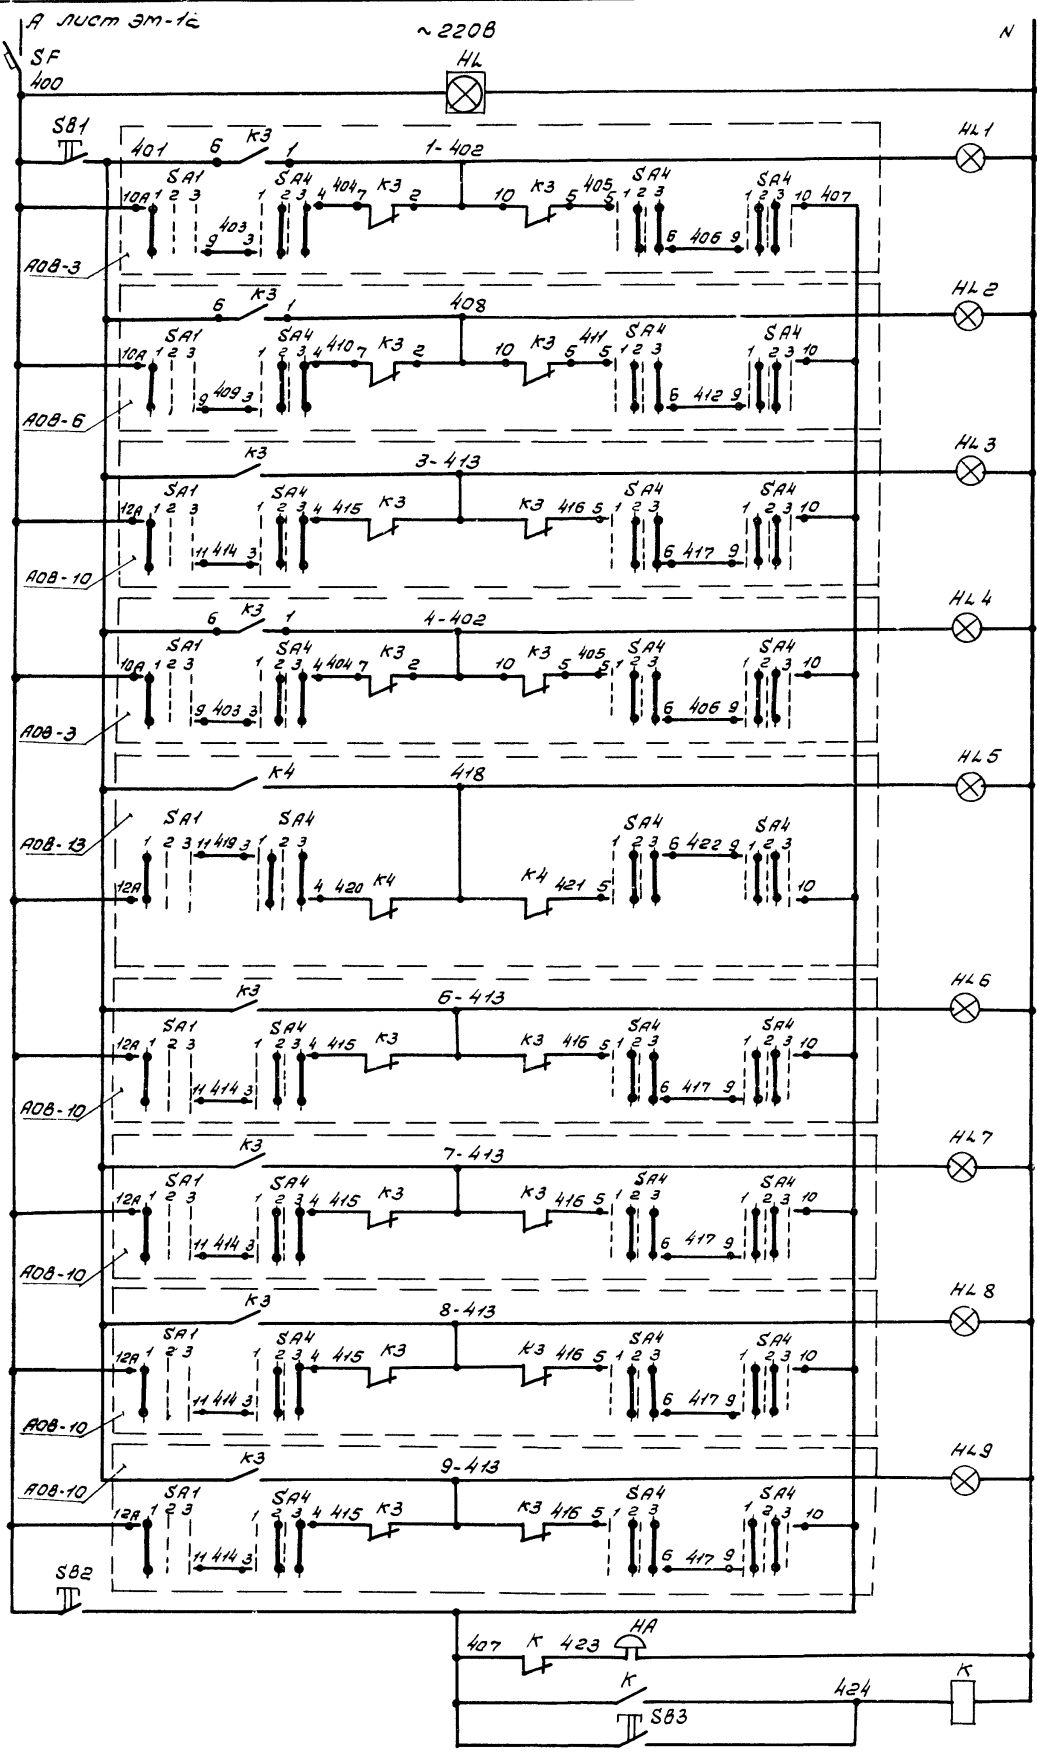 А лист ЭМ-12 ~220В N
SF HL
400
SB1 401 6 К3 1 1-402 HL1
SA1 SA4 SA4 SA4
10А 1 2 3 1 2 3 4 404 7 К3 2 10 К3 5 405 5 1 2 3 1 2 3 10 407
9 403 3 6 406 9
А0В-3
6 К3 1 408 HL2
SA1 SA4 SA4 SA4
10А 1 2 3 1 2 3 4 410 7 К3 2 10 К3 5 411 5 1 2 3 1 2 3 10
9 409 3 6 412 9
А0В-6
К3 3-413 HL3
SA1 SA4 SA4 SA4
12А 1 2 3 1 2 3 4 415 К3 К3 416 5 1 2 3 1 2 3 10
11 414 3 6 417 9
А0В-10
6 К3 1 4-402 HL4
SA1 SA4 SA4 SA4
10А 1 2 3 1 2 3 4 404 7 К3 2 10 К3 5 405 5 1 2 3 1 2 3 10
9 403 3 6 406 9
А0В-3
К4 418 HL5
SA1 SA4 SA4 SA4
А0В-13 1 2 3 11 419 3 1 2 3 1 2 3 6 422 9 1 2 3
12А 4 420 К4 К4 421 5 10
К3 6-413 HL6
SA1 SA4 SA4 SA4
12А 1 2 3 1 2 3 4 415 К3 К3 416 5 1 2 3 1 2 3 10
11 414 3 6 417 9
А0В-10
К3 7-413 HL7
SA1 SA4 SA4 SA4
12А 1 2 3 1 2 3 4 415 К3 К3 416 5 1 2 3 1 2 3 10
11 414 3 6 417 9
А0В-10
К3 8-413 HL8
SA1 SA4 SA4 SA4
12А 1 2 3 1 2 3 4 415 К3 К3 416 5 1 2 3 1 2 3 10
11 414 3 6 417 9
А0В-10
К3 9-413 HL9
А0В-10
SA1 SA4 SA4 SA4
12А 1 2 3 1 2 3 4 415 К3 К3 416 5 1 2 3 1 2 3 10
11 414 3 6 417 9
SB2
407 К 423 НА
К 424 К
SB3